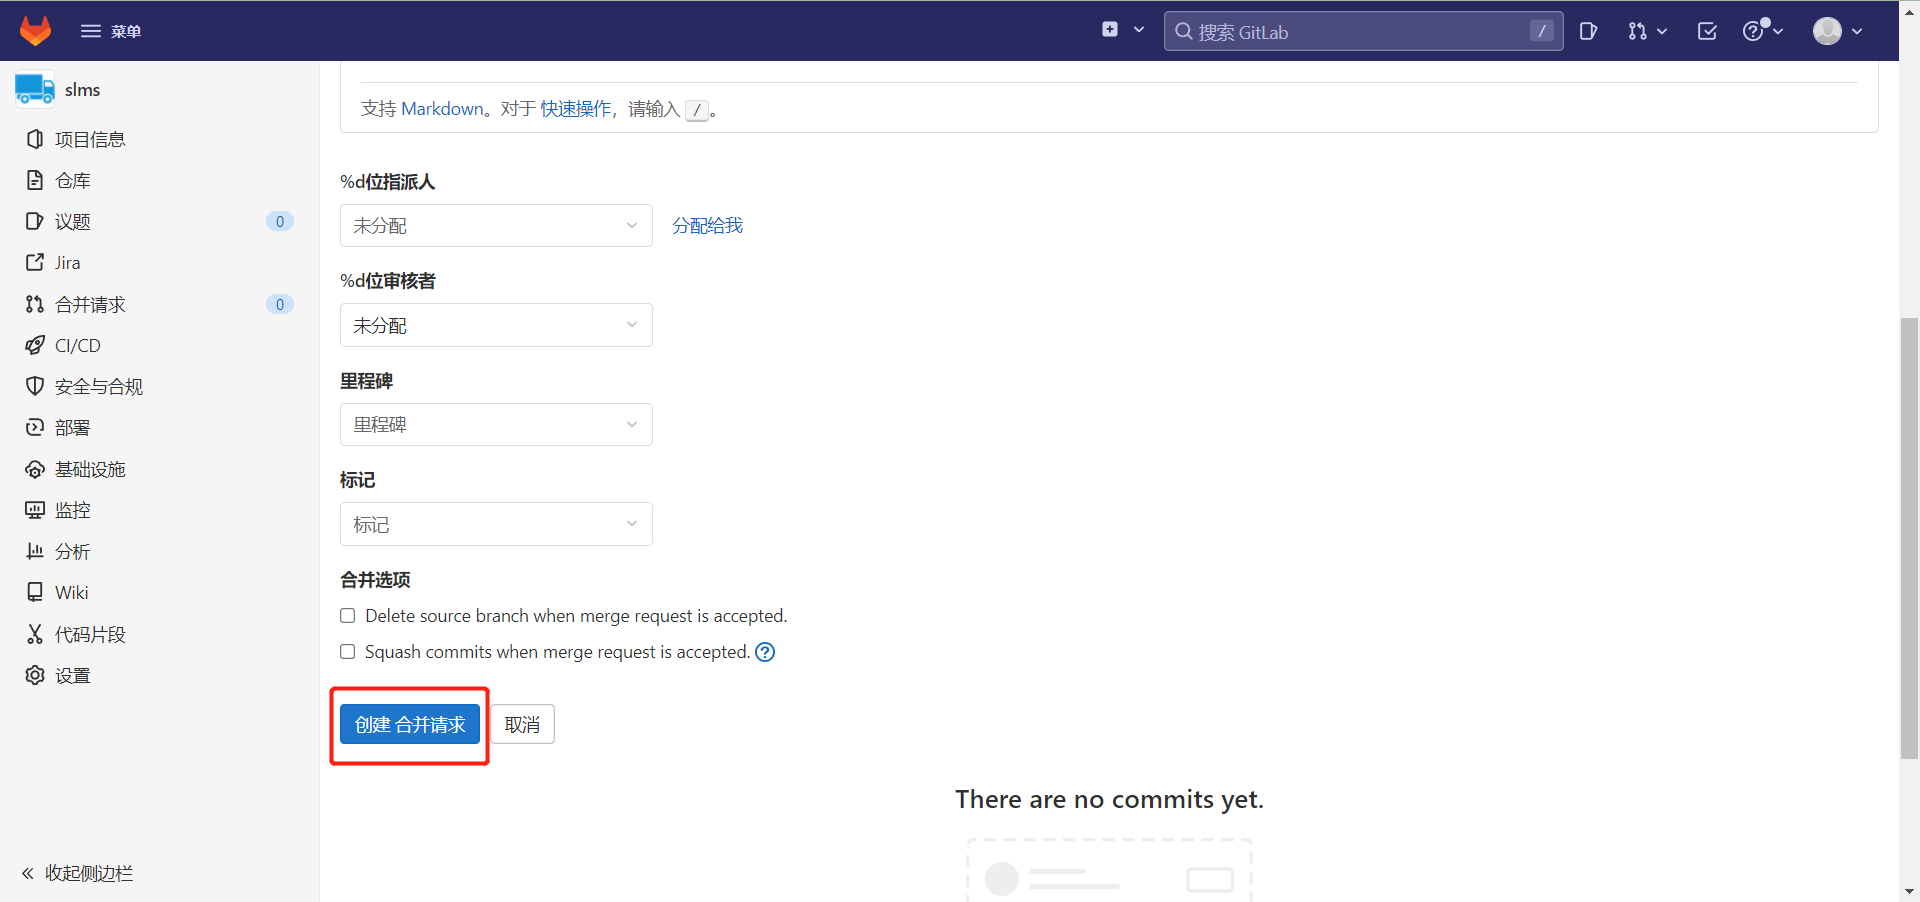 菜单
搜索 GitLab
/
slms
项目信息
仓库
议题 0
Jira
合并请求 0
CI/CD
安全与合规
部署
基础设施
监控
分析
Wiki
代码片段
设置
收起侧边栏
支持 Markdown。对于 快速操作，请输入 /。
%d位指派人
未分配 分配给我
%d位审核者
未分配
里程碑
里程碑
标记
标记
合并选项
Delete source branch when merge request is accepted.
Squash commits when merge request is accepted.
创建 合并请求 取消
There are no commits yet.